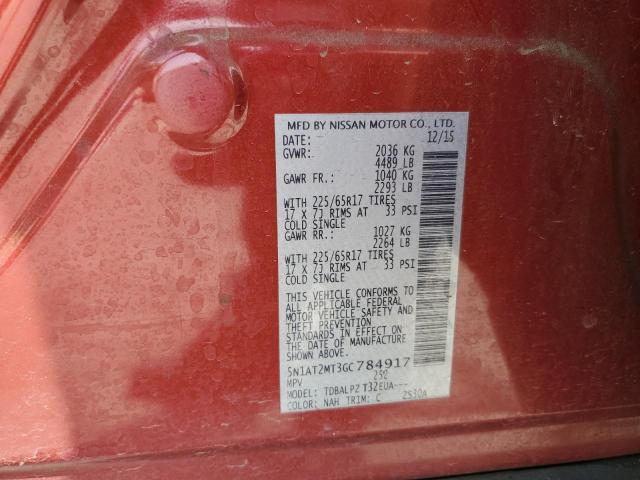 MFD BY NISSAN MOTOR CO., LTD.
DATE: 12/15
GVWR: 2036 KG
4489 LB
GAWR FR.: 1040 KG
2293 LB
WITH 225/65R17 TIRES
17 X 7J RIMS AT 33 PSI
COLD SINGLE
GAWR RR.: 1027 KG
2264 LB
WITH 225/65R17 TIRES
17 X 7J RIMS AT 33 PSI
COLD SINGLE
THIS VEHICLE CONFORMS TO
ALL APPLICABLE FEDERAL
MOTOR VEHICLE SAFETY AND
THEFT PREVENTION
STANDARDS IN EFFECT ON
THE DATE OF MANUFACTURE
SHOWN ABOVE.
5N1AT2MT3GC784917
MPV
MODEL: TDBALPZ T32EUA---
COLOR: NAH TRIM: C 2530A